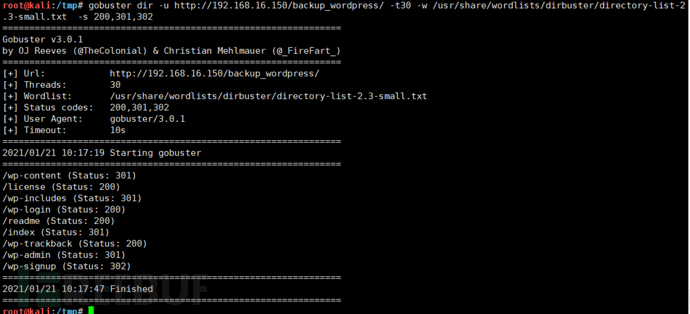 root@kali:/tmp# gobuster dir -u http://192.168.16.150/backup_wordpress/ -t30 -w /usr/share/wordlists/dirbuster/directory-list-2
.3-small.txt  -s 200,301,302
===============================================================
Gobuster v3.0.1
by OJ Reeves (@TheColonial) & Christian Mehlmauer (@_FireFart_)
===============================================================
[+] Url:            http://192.168.16.150/backup_wordpress/
[+] Threads:        30
[+] Wordlist:       /usr/share/wordlists/dirbuster/directory-list-2.3-small.txt
[+] Status codes:   200,301,302
[+] User Agent:     gobuster/3.0.1
[+] Timeout:        10s
===============================================================
2021/01/21 10:17:19 Starting gobuster
===============================================================
/wp-content (Status: 301)
/license (Status: 200)
/wp-includes (Status: 301)
/wp-login (Status: 200)
/readme (Status: 200)
/index (Status: 301)
/wp-trackback (Status: 200)
/wp-admin (Status: 301)
/wp-signup (Status: 302)
===============================================================
2021/01/21 10:17:47 Finished
===============================================================
root@kali:/tmp#